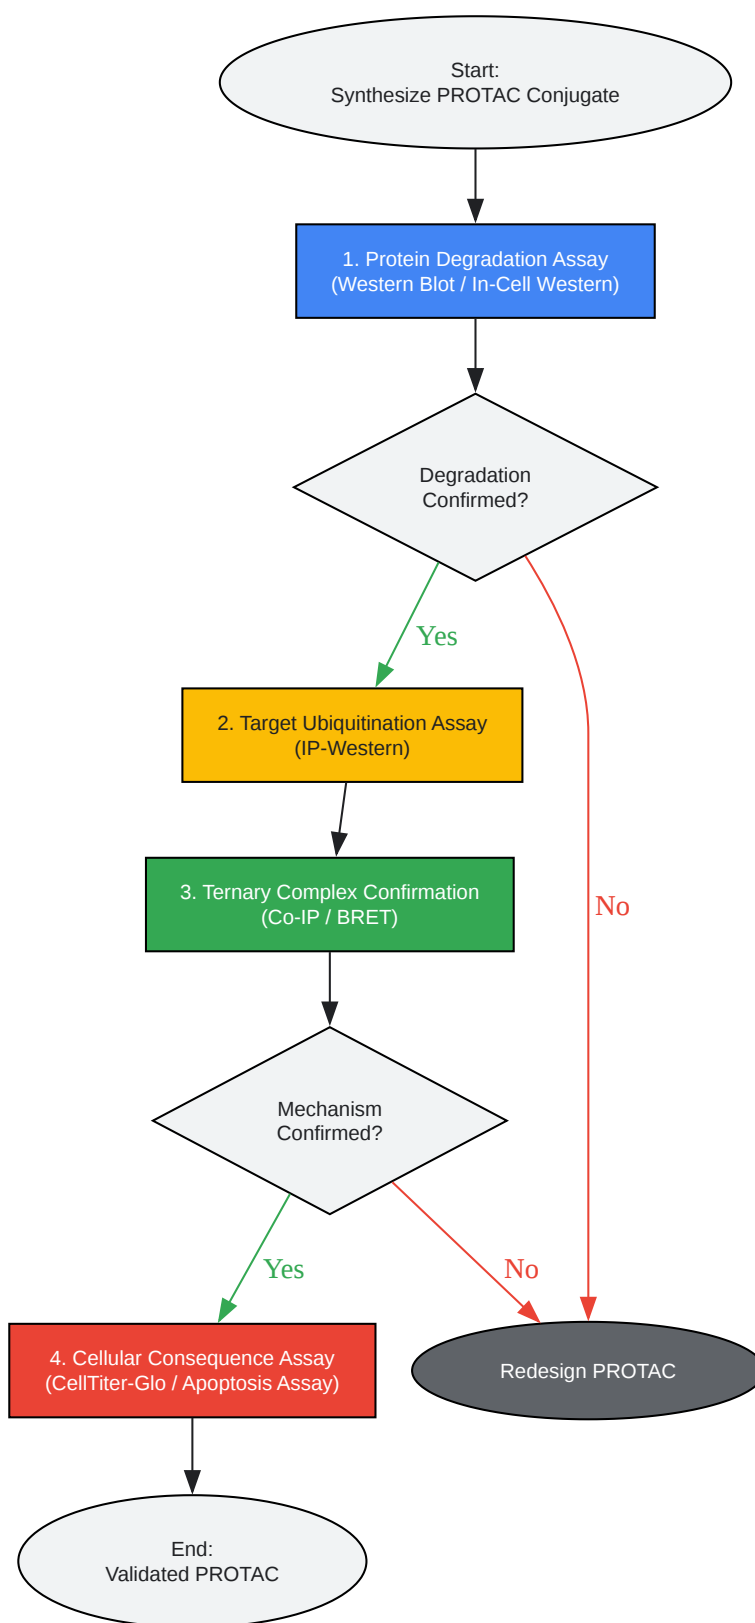 Start:
Synthesize PROTAC Conjugate
1. Protein Degradation Assay
(Western Blot / In-Cell Western)
Degradation
Confirmed?
Yes
2. Target Ubiquitination Assay
(IP-Western)
3. Ternary Complex Confirmation
(Co-IP / BRET)
No
Mechanism
Confirmed?
Yes
No
4. Cellular Consequence Assay
(CellTiter-Glo / Apoptosis Assay)
Redesign PROTAC
End:
Validated PROTAC